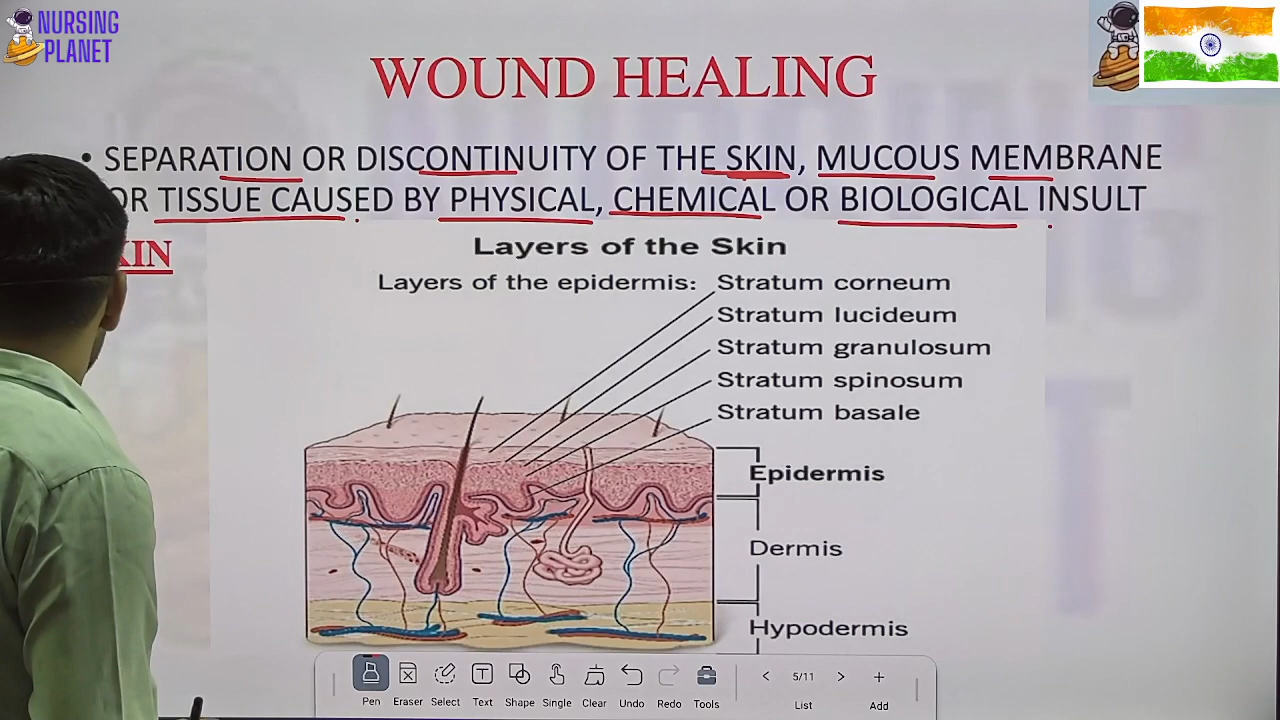 NURSING
PLANET
WOUND HEALING
• SEPARATION OR DISCONTINUITY OF THE SKIN, MUCOUS MEMBRANE
OR TISSUE CAUSED BY PHYSICAL, CHEMICAL OR BIOLOGICAL INSULT
KIN
Layers of the Skin
Layers of the epidermis: Stratum corneum
Stratum lucideum
Stratum granulosum
Stratum spinosum
Stratum basale
Epidermis
Dermis
Hypodermis
Pen Eraser Select Text Shape Single Clear Undo Redo Tools < 5/11 > +
List Add